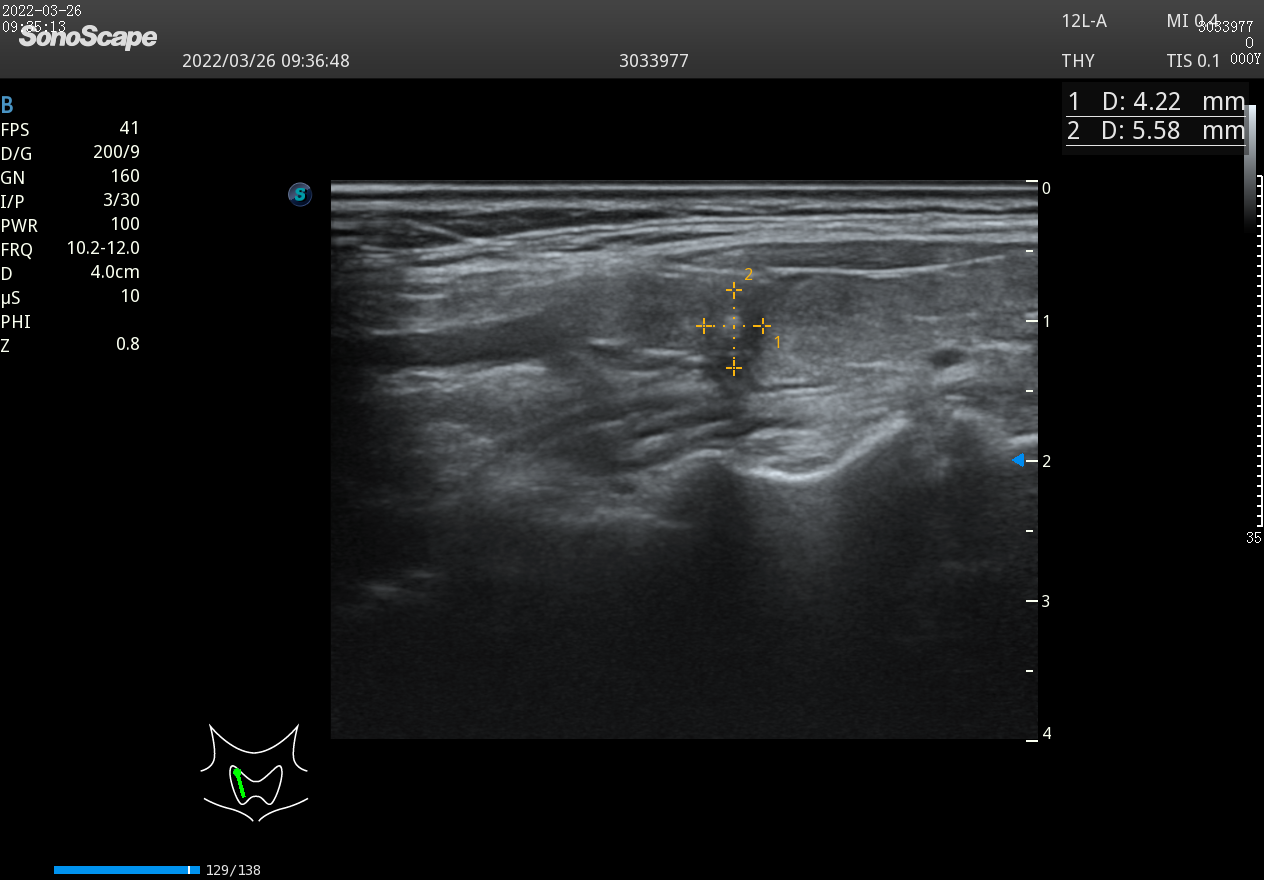 2022-03-26
09:35:13
SonoScape
12L-A MI 0.4
3033977
0
000Y
2022/03/26 09:36:48 3033977 THY TIS 0.1
1 D: 4.22 mm
2 D: 5.58 mm
B
FPS 41
D/G 200/9
GN 160
I/P 3/30
PWR 100
FRQ 10.2-12.0
D 4.0cm
µS 10
PHI
Z 0.8
S
0
2
1
1
2
3
4
35
129/138